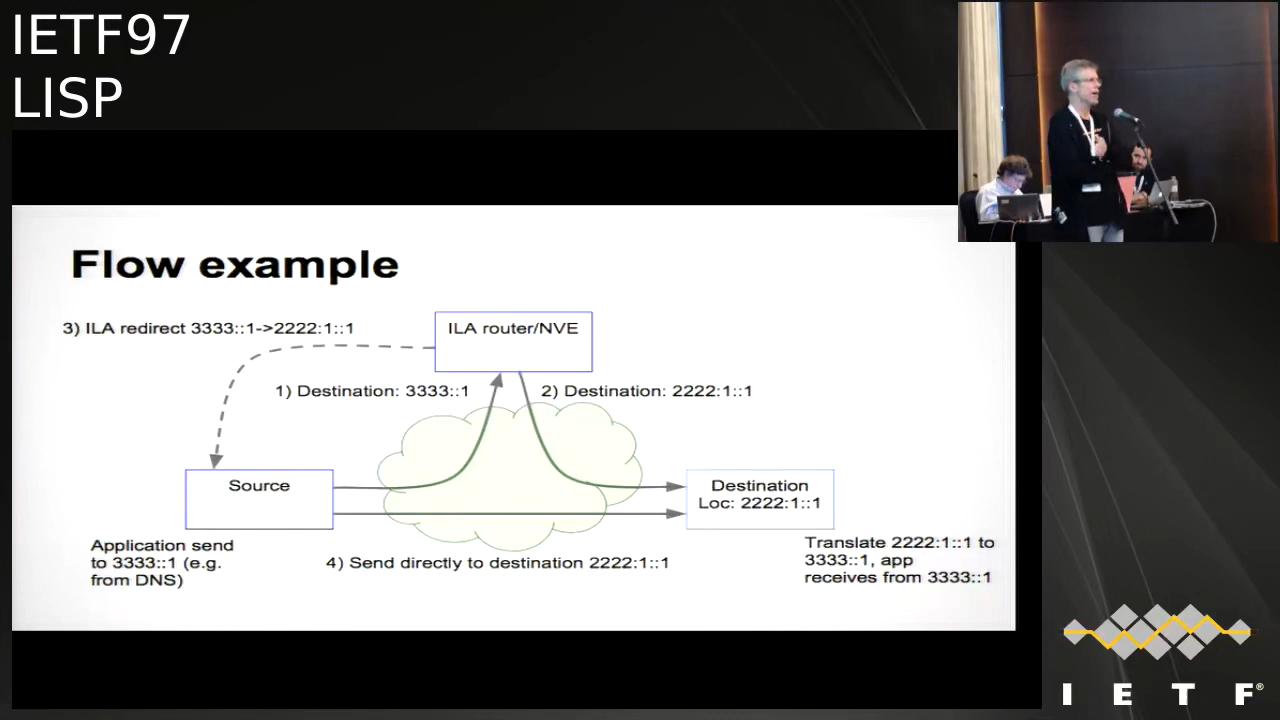 IETF97
LISP
Flow example
3) ILA redirect 3333::1->2222:1::1
ILA router/NVE
1) Destination: 3333::1
2) Destination: 2222:1::1
Source
Destination
Loc: 2222:1::1
Application send
to 3333::1 (e.g.
from DNS)
4) Send directly to destination 2222:1::1
Translate 2222:1::1 to
3333::1, app
receives from 3333::1
I E T F®